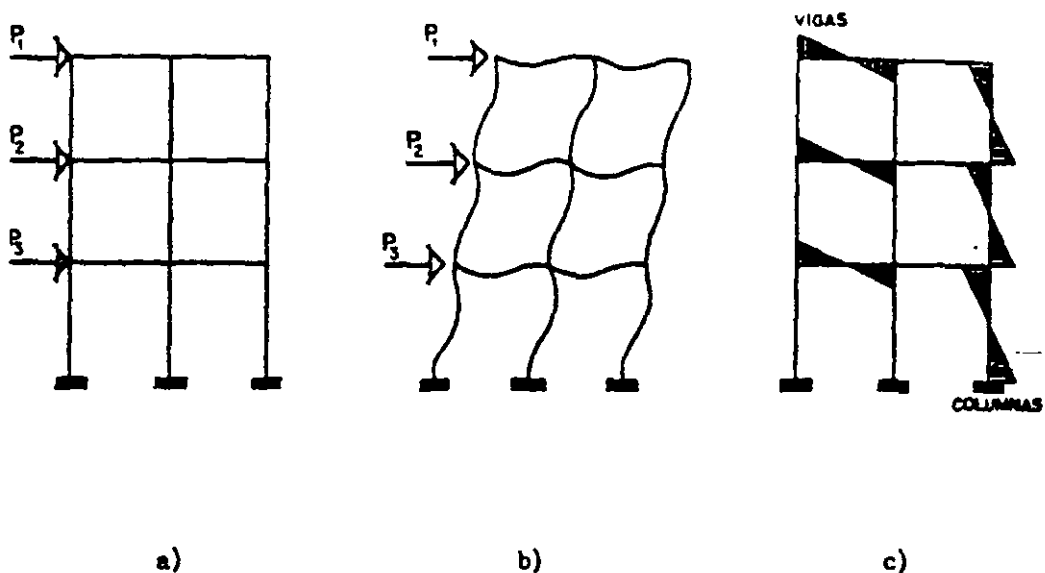 P₁
P₂
P₃
P₁
P₂
P₃
VIGAS
COLUMNAS
a)
b)
c)